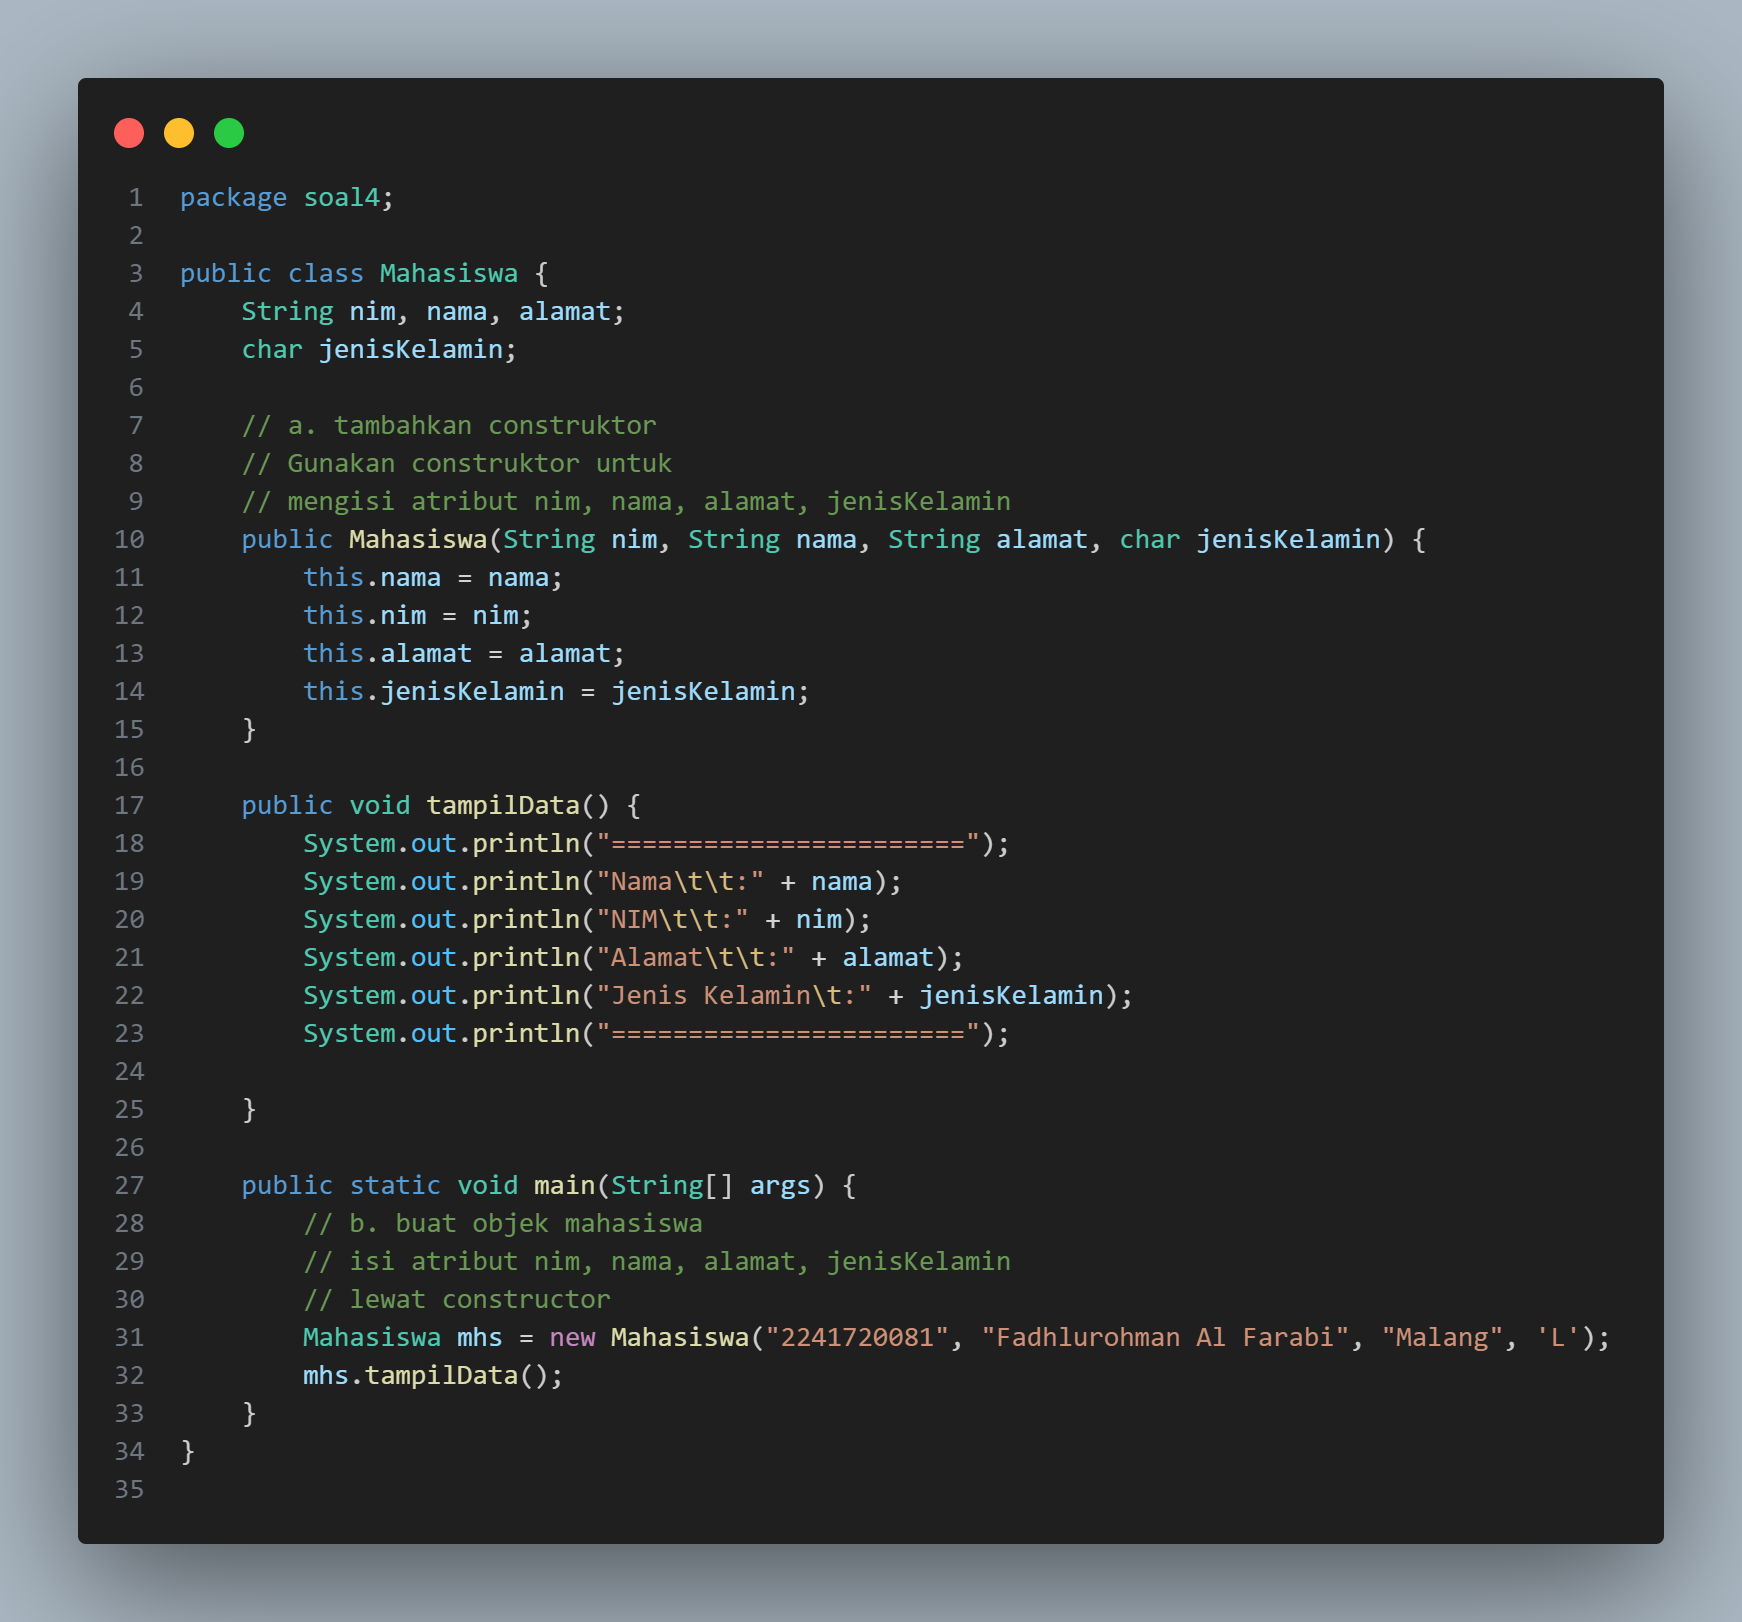 1 package soal4;
2
3 public class Mahasiswa {
4     String nim, nama, alamat;
5     char jenisKelamin;
6
7     // a. tambahkan construktor
8     // Gunakan construktor untuk
9     // mengisi atribut nim, nama, alamat, jenisKelamin
10     public Mahasiswa(String nim, String nama, String alamat, char jenisKelamin) {
11         this.nama = nama;
12         this.nim = nim;
13         this.alamat = alamat;
14         this.jenisKelamin = jenisKelamin;
15     }
16
17     public void tampilData() {
18         System.out.println("=======================");
19         System.out.println("Nama\t\t:" + nama);
20         System.out.println("NIM\t\t:" + nim);
21         System.out.println("Alamat\t\t:" + alamat);
22         System.out.println("Jenis Kelamin\t:" + jenisKelamin);
23         System.out.println("=======================");
24
25     }
26
27     public static void main(String[] args) {
28         // b. buat objek mahasiswa
29         // isi atribut nim, nama, alamat, jenisKelamin
30         // lewat constructor
31         Mahasiswa mhs = new Mahasiswa("2241720081", "Fadhlurohman Al Farabi", "Malang", 'L');
32         mhs.tampilData();
33     }
34 }
35